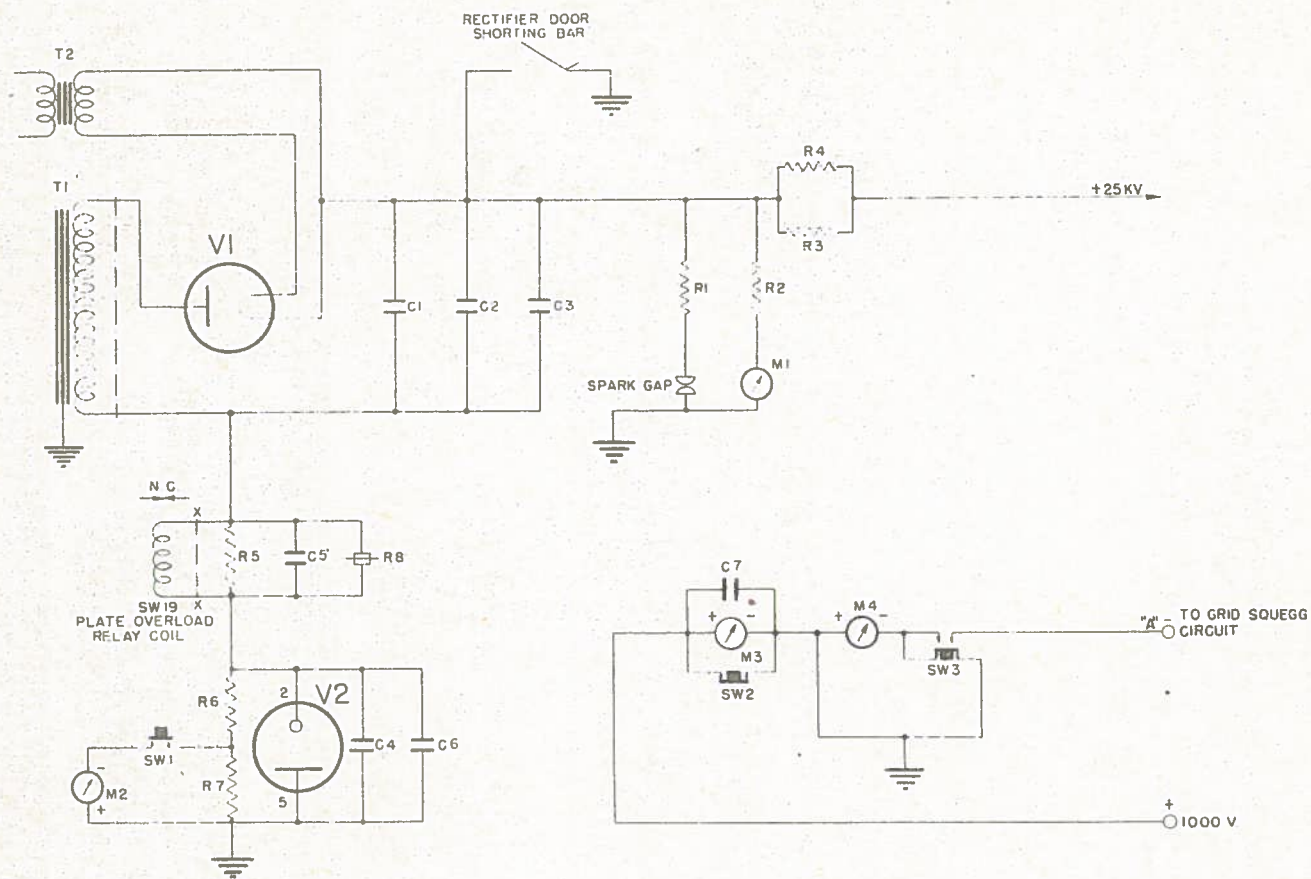 RECTIFIER DOOR
SHORTING BAR
T2
T1
V1
C1
C2
C3
R1
R2
R4
R3
+25KV
SPARK GAP
M1
N C
X
R5
C5
R8
X
SW19
PLATE OVERLOAD
RELAY COIL
R6
2
V2
C4
C6
SW1
M2
-
+
R7
5
C7
+
-
M3
SW2
+
M4
-
SW3
"A" -
TO GRID SQUEGG
CIRCUIT
+
1000 V.